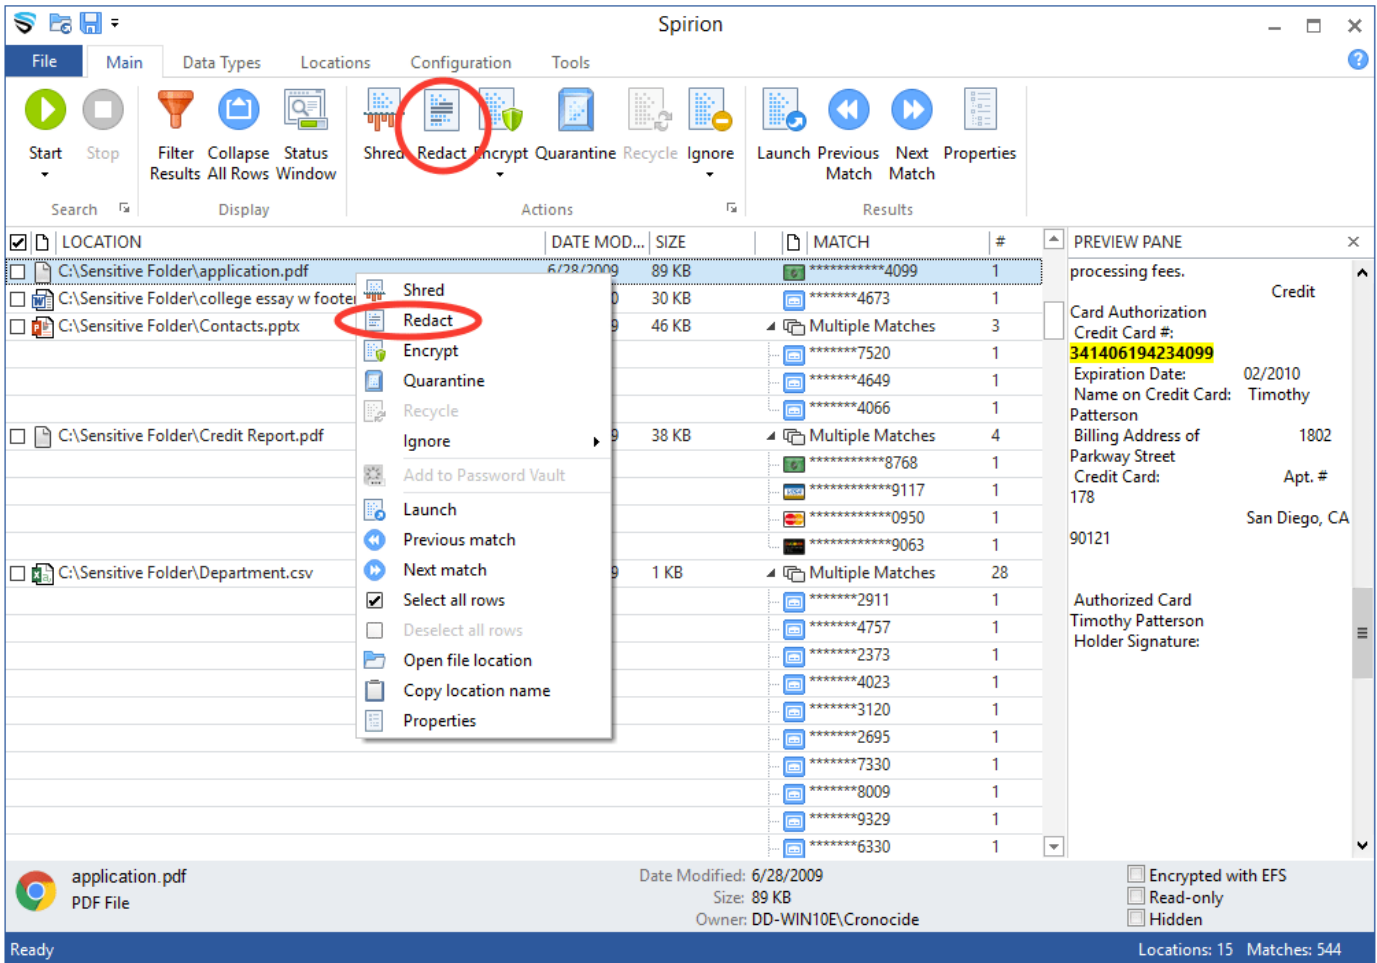 Spirion
File Main Data Types Locations Configuration Tools
Start Stop Filter Results Collapse All Rows Status Window Shred Redact Encrypt Quarantine Recycle Ignore Launch Previous Match Next Match Properties
Search Display Actions Results
LOCATION DATE MOD... SIZE MATCH # PREVIEW PANE
C:\Sensitive Folder\application.pdf 6/28/2009 89 KB ***********4099 1
C:\Sensitive Folder\college essay w footer 0 30 KB *******4673 1
C:\Sensitive Folder\Contacts.pptx 9 46 KB Multiple Matches 3
*******7520 1
*******4649 1
*******4066 1
C:\Sensitive Folder\Credit Report.pdf 9 38 KB Multiple Matches 4
***********8768 1
************9117 1
************0950 1
************9063 1
C:\Sensitive Folder\Department.csv 9 1 KB Multiple Matches 28
*******2911 1
*******4757 1
*******2373 1
*******4023 1
*******3120 1
*******2695 1
*******7330 1
*******8009 1
*******9329 1
*******6330 1
Shred
Redact
Encrypt
Quarantine
Recycle
Ignore
Add to Password Vault
Launch
Previous match
Next match
Select all rows
Deselect all rows
Open file location
Copy location name
Properties
processing fees.
Credit
Card Authorization
Credit Card #:
341406194234099
Expiration Date: 02/2010
Name on Credit Card: Timothy
Patterson
Billing Address of 1802
Parkway Street
Credit Card: Apt. #
178
San Diego, CA
90121
Authorized Card
Timothy Patterson
Holder Signature:
application.pdf
PDF File
Date Modified: 6/28/2009
Size: 89 KB
Owner: DD-WIN10E\Cronocide
Encrypted with EFS
Read-only
Hidden
Ready Locations: 15 Matches: 544